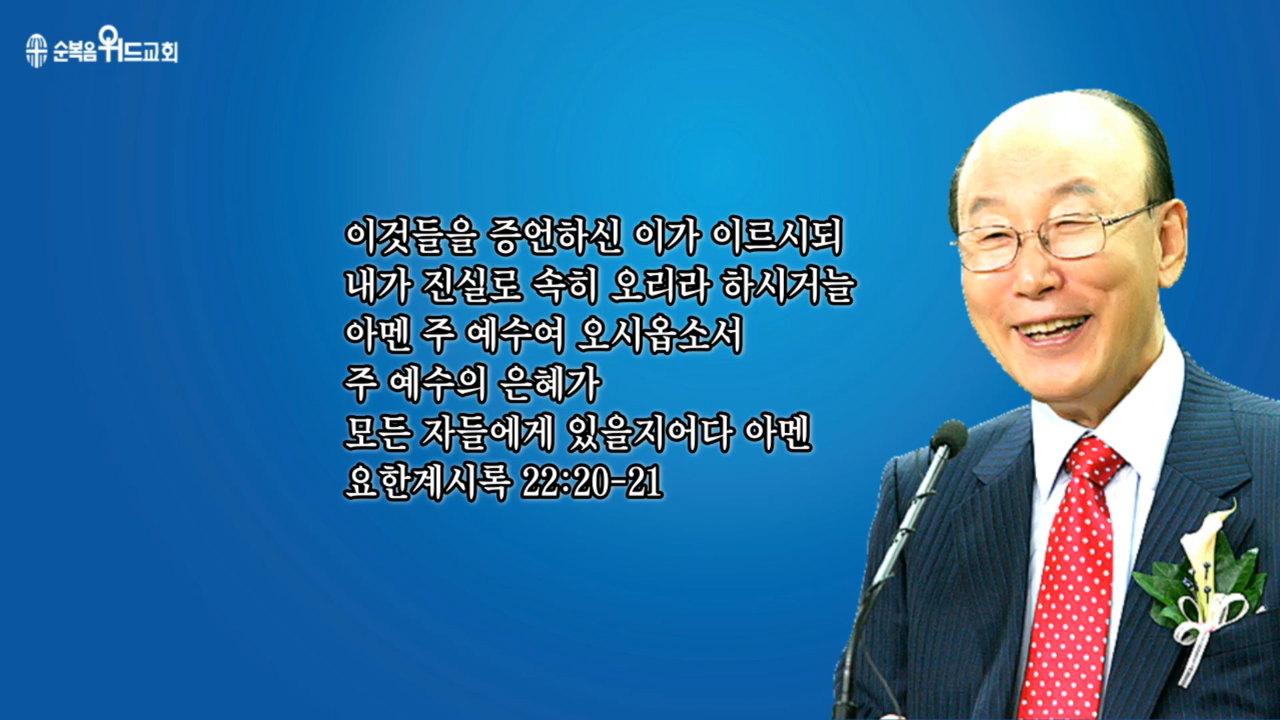 순복음위드교회
이것들을 증언하신 이가 이르시되
내가 진실로 속히 오리라 하시거늘
아멘 주 예수여 오시옵소서
주 예수의 은혜가
모든 자들에게 있을지어다 아멘
요한계시록 22:20-21